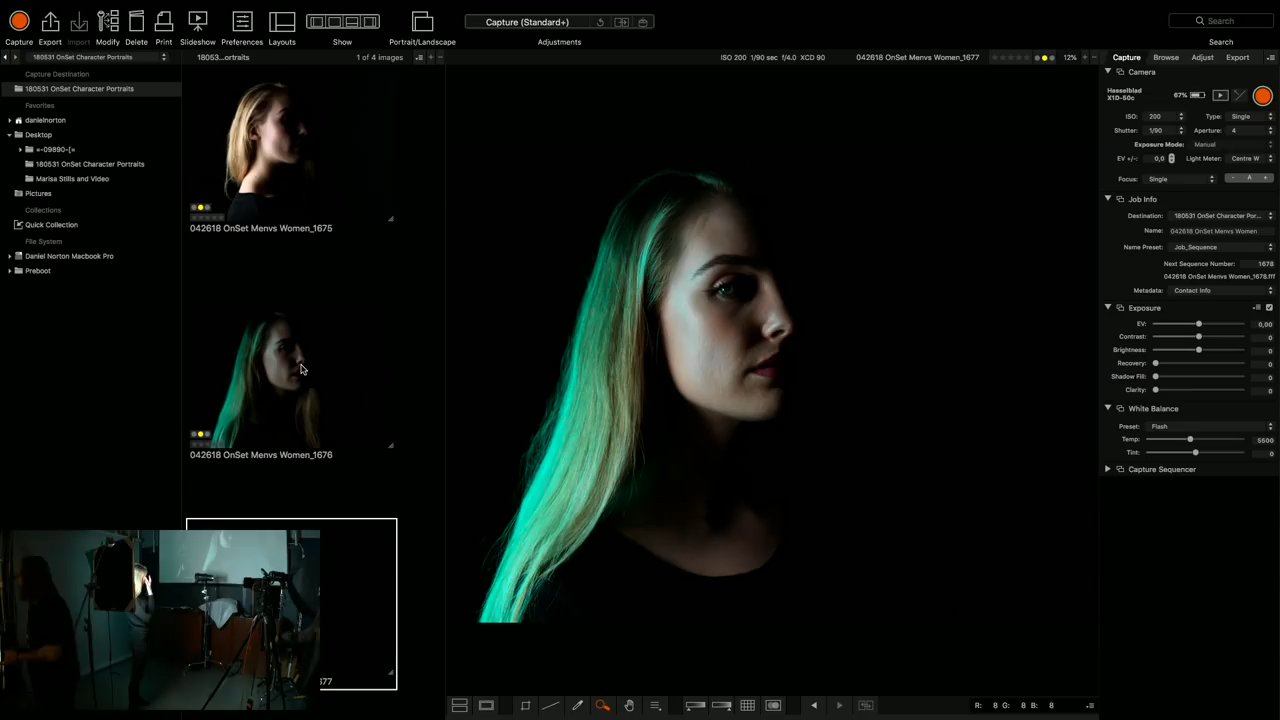 Capture
Export
Import
Modify
Delete
Print
Slideshow
Preferences
Layouts
Show
Portrait/Landscape
Capture (Standard+)
Adjustments
Search
Search
180531 OnSet Character Portraits
18053...ortraits
1 of 4 images
ISO 200 1/90 sec f/4.0 XCD 90
042618 OnSet Menvs Women_1677
12%
Capture
Browse
Adjust
Export
Capture Destination
180531 OnSet Character Portraits
Favorites
danielnorton
Desktop
=-09890-[=
180531 OnSet Character Portraits
Marisa Stills and Video
Pictures
Collections
Quick Collection
File System
Daniel Norton Macbook Pro
Preboot
042618 OnSet Menvs Women_1675
042618 OnSet Menvs Women_1676
677
Camera
Hasselblad
X1D-50c
67%
ISO: 200
Type: Single
Shutter: 1/90
Aperture: 4
Exposure Mode: Manual
EV +/-: 0,0
Light Meter: Centre W
Focus: Single
- A +
Job Info
Destination: 180531 OnSet Character Por...
Name: 042618 OnSet Menvs Women
Name Preset: Job_Sequence
Next Sequence Number: 1678
042618 OnSet Menvs Women_1678.fff
Metadata: Contact Info
Exposure
EV: 0,00
Contrast: 0
Brightness: 0
Recovery: 0
Shadow Fill: 0
Clarity: 0
White Balance
Preset: Flash
Temp: 5500
Tint: 0
Capture Sequencer
R: 8 G: 8 B: 8